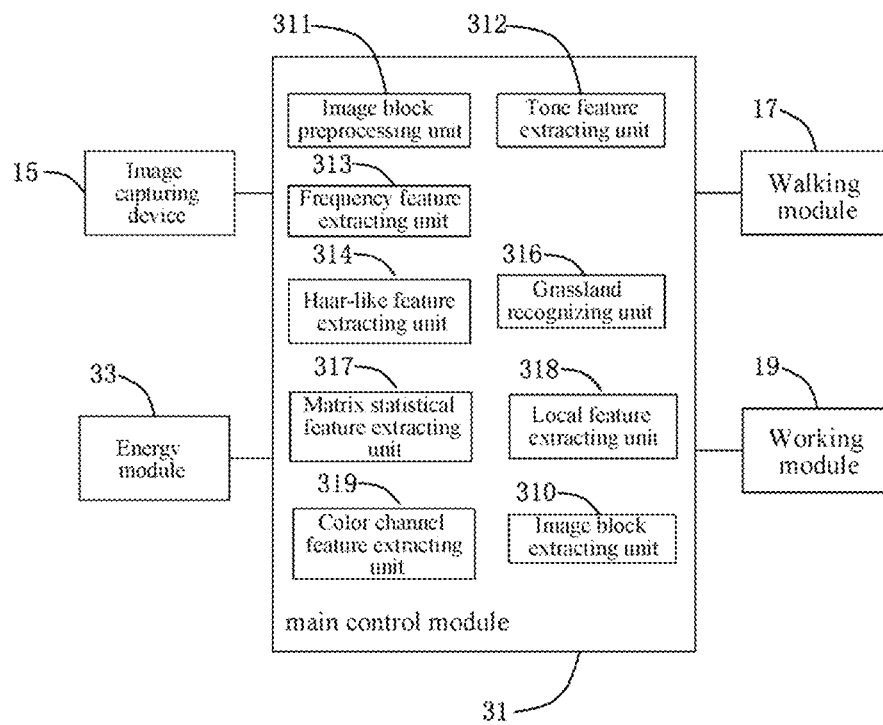 311
312
Image block
preprocessing unit
Tone feature
extracting unit
17
15
Image
capturing
device
313
Frequency feature
extracting unit
Walking
module
314
Haar-like feature
extracting unit
316
Grassland
recognizing unit
33
Energy
module
317
Matrix statistical
feature extracting
unit
318
Local feature
extracting unit
19
Working
module
319
Color channel
feature extracting
unit
310
Image block
extracting unit
main control module
31